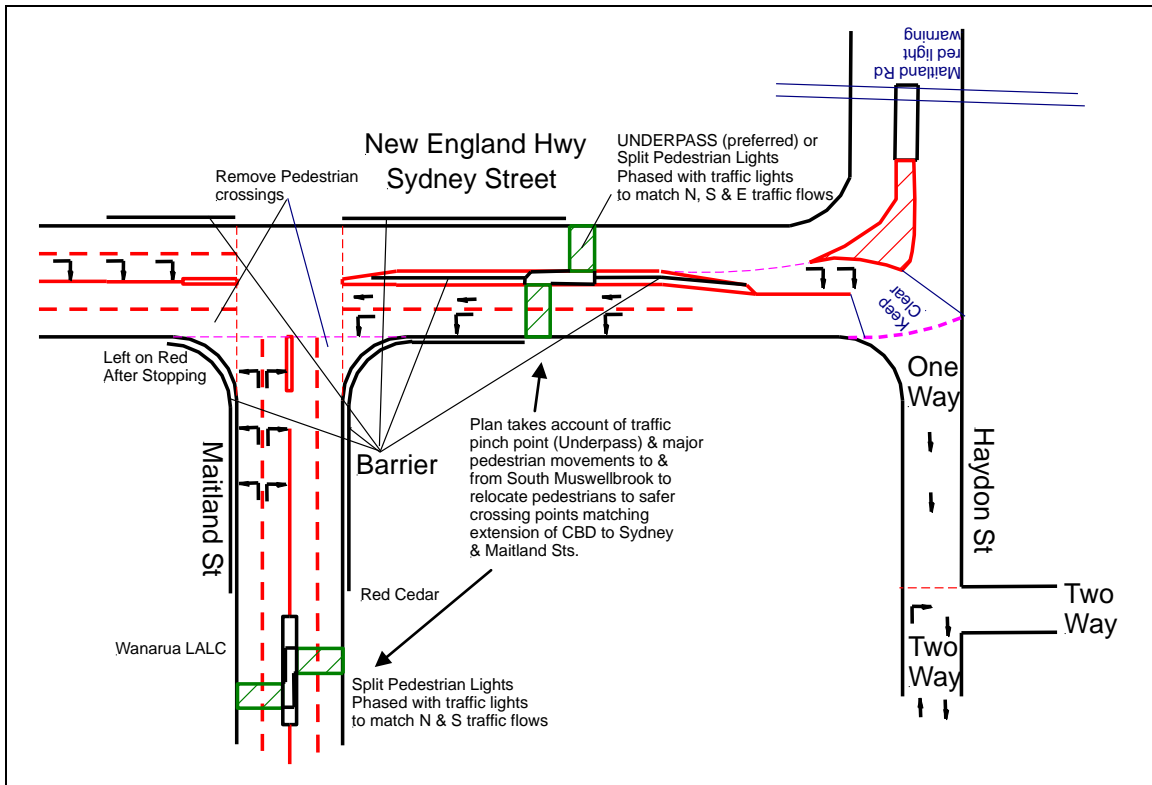 Maitland Rd
red light
warning
New England Hwy
Sydney Street
UNDERPASS (preferred) or
Split Pedestrian Lights
Phased with traffic lights
to match N, S & E traffic flows
Remove Pedestrian
crossings
Keep
Clear
Left on Red
After Stopping
One
Way
Maitland St
Barrier
Plan takes account of traffic
pinch point (Underpass) & major
pedestrian movements to &
from South Muswellbrook to
relocate pedestrians to safer
crossing points matching
extension of CBD to Sydney
& Maitland Sts.
Haydon St
Red Cedar
Two
Way
Wanarua LALC
Two
Way
Split Pedestrian Lights
Phased with traffic lights
to match N & S traffic flows